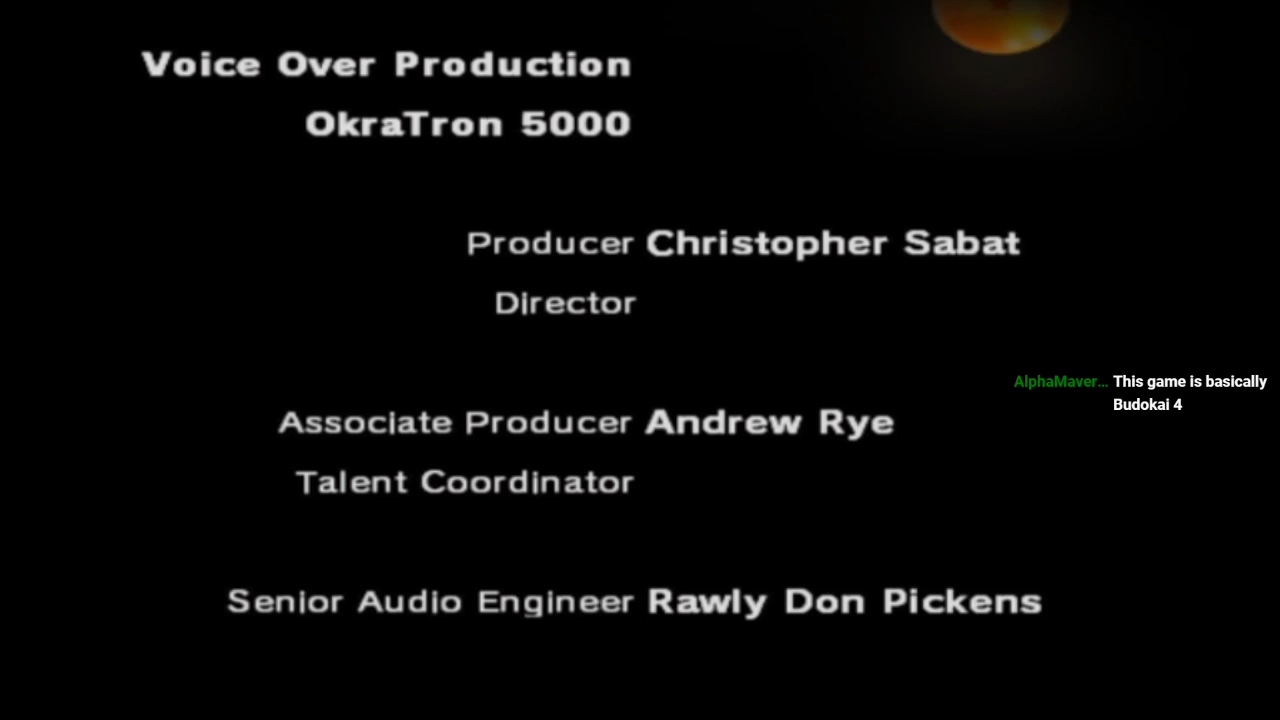 Voice Over Production
OkraTron 5000
Producer Christopher Sabat
Director
AlphaMaver... This game is basically
Budokai 4
Associate Producer Andrew Rye
Talent Coordinator
Senior Audio Engineer Rawly Don Pickens